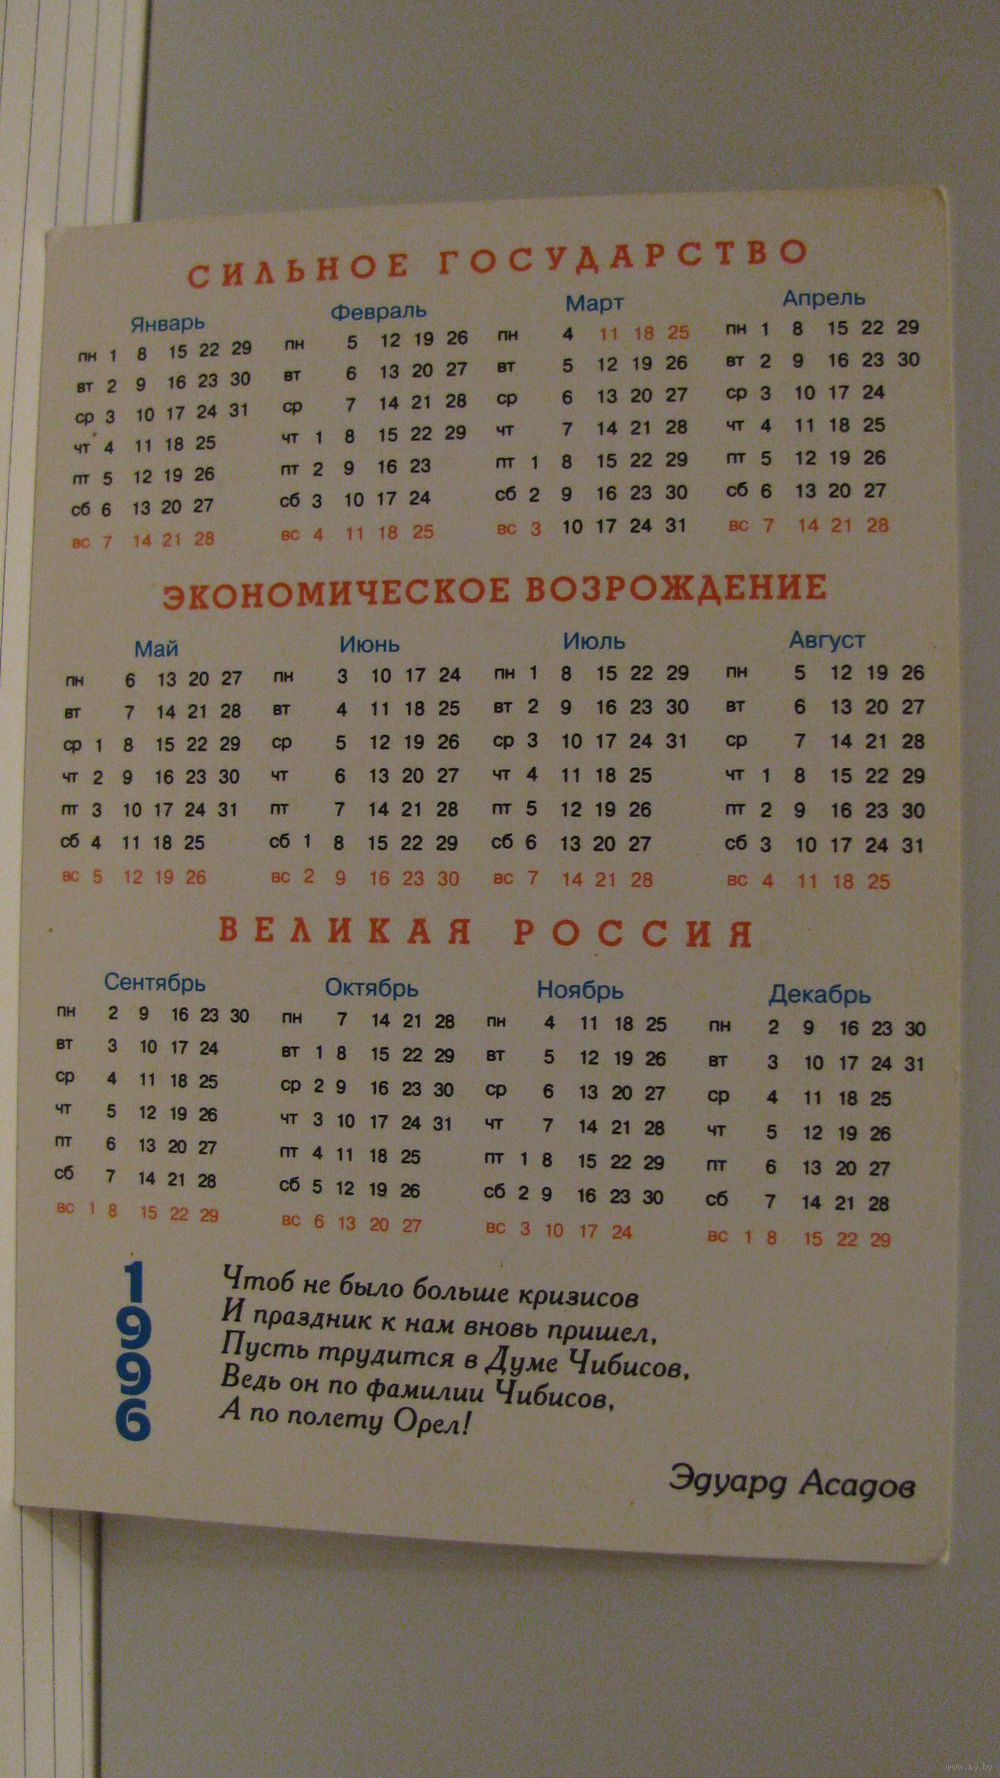 СИЛЬНОЕ ГОСУДАРСТВО
Январь
пн 1 8 15 22 29
вт 2 9 16 23 30
ср 3 10 17 24 31
чт 4 11 18 25
пт 5 12 19 26
сб 6 13 20 27
вс 7 14 21 28
Февраль
пн 5 12 19 26
вт 6 13 20 27
ср 7 14 21 28
чт 1 8 15 22 29
пт 2 9 16 23
сб 3 10 17 24
вс 4 11 18 25
Март
пн 4 11 18 25
вт 5 12 19 26
ср 6 13 20 27
чт 7 14 21 28
пт 1 8 15 22 29
сб 2 9 16 23 30
вс 3 10 17 24 31
Апрель
пн 1 8 15 22 29
вт 2 9 16 23 30
ср 3 10 17 24
чт 4 11 18 25
пт 5 12 19 26
сб 6 13 20 27
вс 7 14 21 28
ЭКОНОМИЧЕСКОЕ ВОЗРОЖДЕНИЕ
Май
пн 6 13 20 27
вт 7 14 21 28
ср 1 8 15 22 29
чт 2 9 16 23 30
пт 3 10 17 24 31
сб 4 11 18 25
вс 5 12 19 26
Июнь
пн 3 10 17 24
вт 4 11 18 25
ср 5 12 19 26
чт 6 13 20 27
пт 7 14 21 28
сб 1 8 15 22 29
вс 2 9 16 23 30
Июль
пн 1 8 15 22 29
вт 2 9 16 23 30
ср 3 10 17 24 31
чт 4 11 18 25
пт 5 12 19 26
сб 6 13 20 27
вс 7 14 21 28
Август
пн 5 12 19 26
вт 6 13 20 27
ср 7 14 21 28
чт 1 8 15 22 29
пт 2 9 16 23 30
сб 3 10 17 24 31
вс 4 11 18 25
ВЕЛИКАЯ РОССИЯ
Сентябрь
пн 2 9 16 23 30
вт 3 10 17 24
ср 4 11 18 25
чт 5 12 19 26
пт 6 13 20 27
сб 7 14 21 28
вс 1 8 15 22 29
Октябрь
пн 7 14 21 28
вт 1 8 15 22 29
ср 2 9 16 23 30
чт 3 10 17 24 31
пт 4 11 18 25
сб 5 12 19 26
вс 6 13 20 27
Ноябрь
пн 4 11 18 25
вт 5 12 19 26
ср 6 13 20 27
чт 7 14 21 28
пт 1 8 15 22 29
сб 2 9 16 23 30
вс 3 10 17 24
Декабрь
пн 2 9 16 23 30
вт 3 10 17 24 31
ср 4 11 18 25
чт 5 12 19 26
пт 6 13 20 27
сб 7 14 21 28
вс 1 8 15 22 29
1996
Чтоб не было больше кризисов
И праздник к нам вновь пришел,
Пусть трудится в Думе Чибисов,
Ведь он по фамилии Чибисов,
А по полету Орел!
Эдуард Асадов
www.ay.by